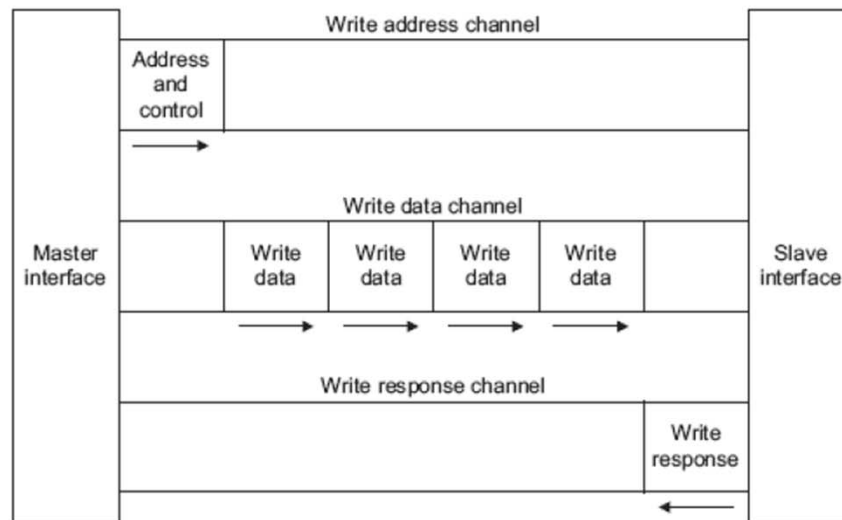 Write address channel
Address
and
control
Write data channel
Master
interface
Write
data
Write
data
Write
data
Write
data
Slave
interface
Write response channel
Write
response